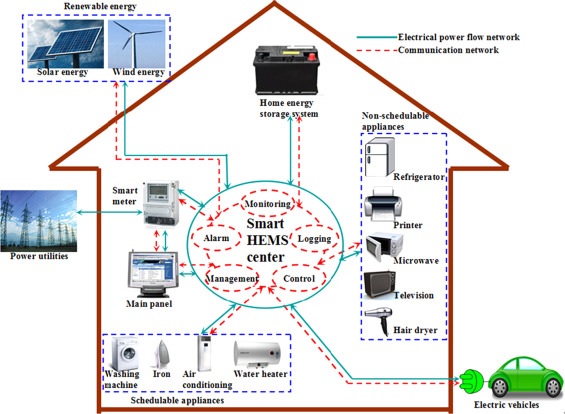 Renewable energy
Solar energy
Wind energy
Electrical power flow network
Communication network
Home energy
storage system
Non-schedulable
appliances
Refrigerator
Printer
Microwave
Television
Hair dryer
Smart
meter
Power utilities
Main panel
Monitoring
Smart
HEMS
center
Alarm
Logging
Management
Control
Washing
machine
Iron
Air
conditioning
Water heater
Schedulable appliances
Electric vehicles